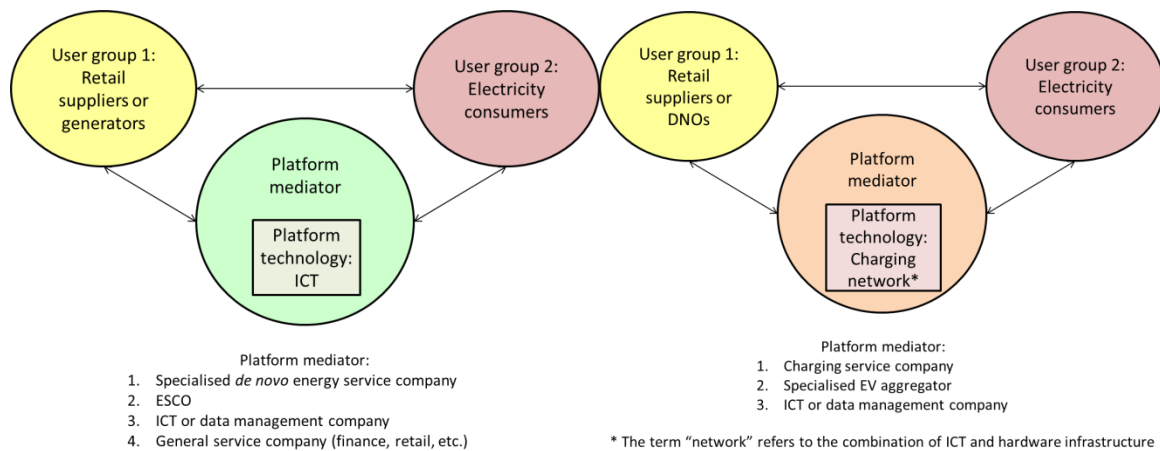 User group 1:
Retail
suppliers or
generators
User group 2:
Electricity
consumers
Platform
mediator
Platform
technology:
ICT
Platform mediator:
1. Specialised de novo energy service company
2. ESCO
3. ICT or data management company
4. General service company (finance, retail, etc.)
User group 1:
Retail
suppliers or
DNOs
User group 2:
Electricity
consumers
Platform
mediator
Platform
technology:
Charging
network*
Platform mediator:
1. Charging service company
2. Specialised EV aggregator
3. ICT or data management company
* The term “network” refers to the combination of ICT and hardware infrastructure